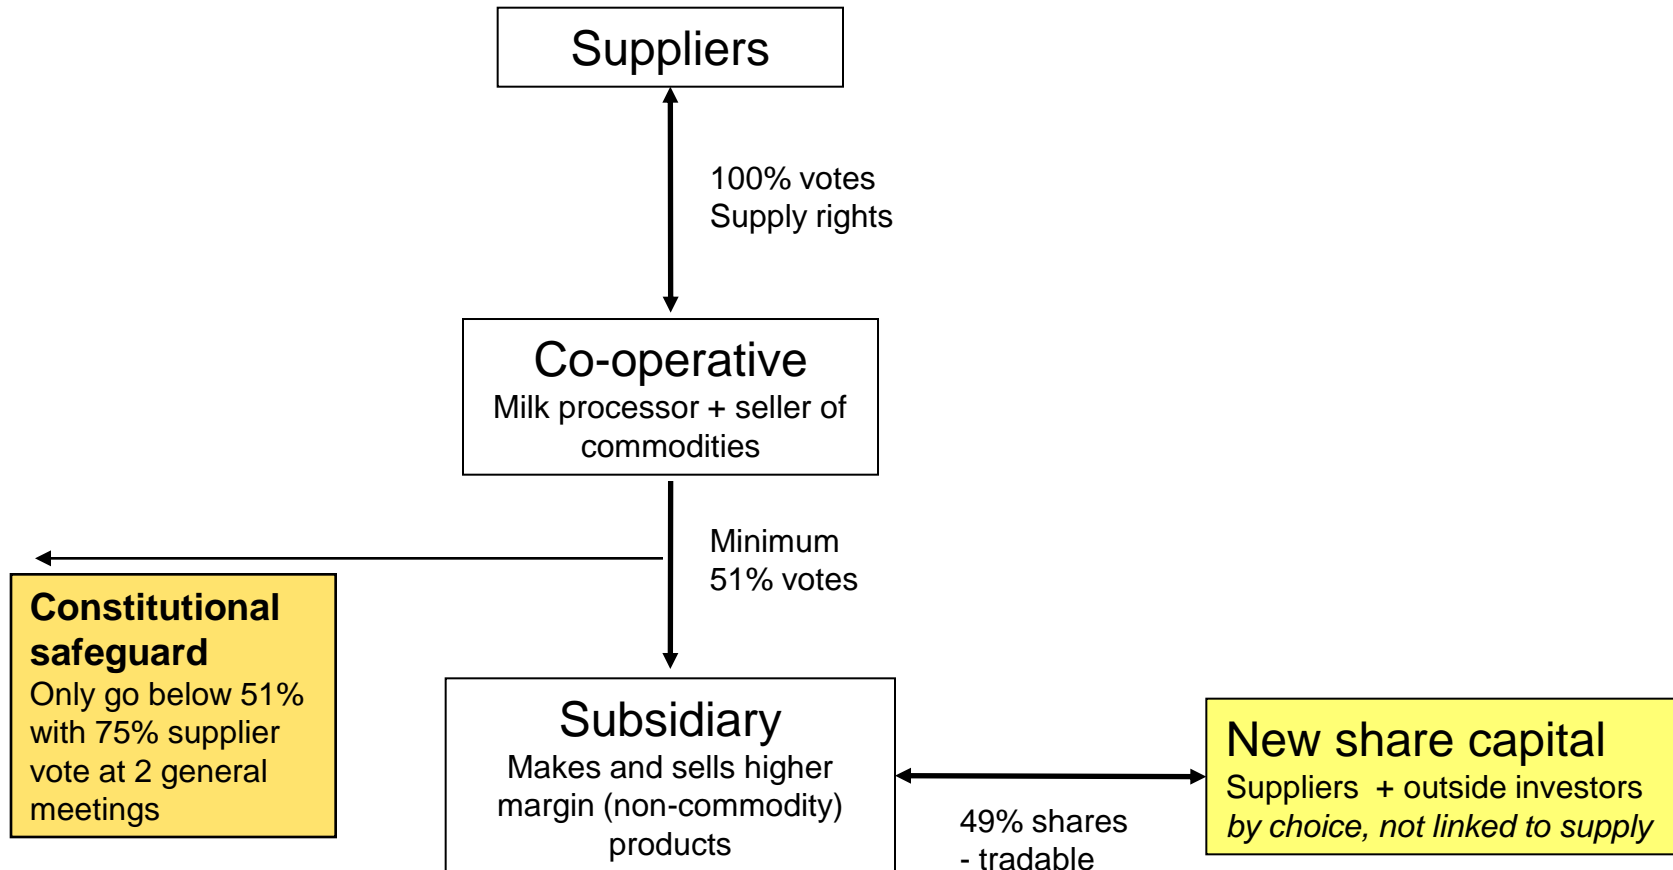 Suppliers
100% votes
Supply rights
Co-operative
Milk processor + seller of
commodities
Minimum
51% votes
Constitutional
safeguard
Only go below 51%
with 75% supplier
vote at 2 general
meetings
Subsidiary
Makes and sells higher
margin (non-commodity)
products
49% shares
- tradable
New share capital
Suppliers + outside investors
by choice, not linked to supply